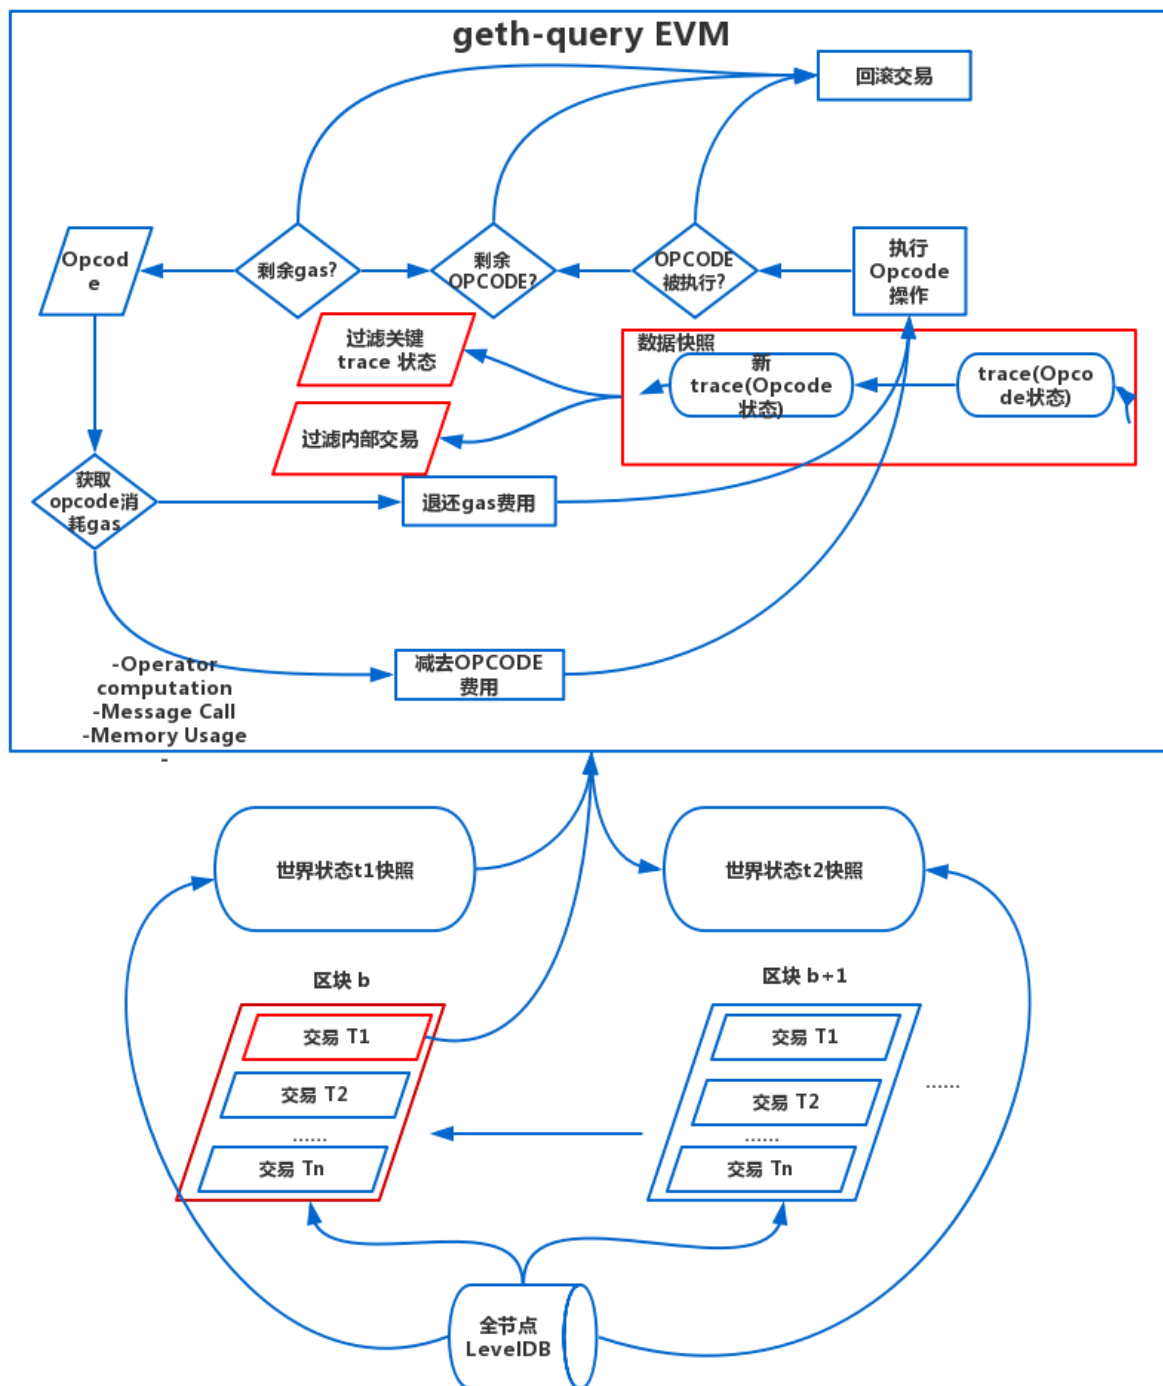 geth-query EVM
回滚交易
Opcod
e
剩余gas?
剩余
OPCODE?
OPCODE
被执行?
执行
Opcode
操作
过滤关键
trace 状态
数据快照
新
trace(Opcode
状态)
trace(Opco
de状态)
过滤内部交易
获取
opcode消
耗gas
退还gas费用
减去OPCODE
费用
-Operator
computation
-Message Call
-Memory Usage
-
世界状态t1快照
世界状态t2快照
区块 b
区块 b+1
交易 T1
交易 T2
......
交易 Tn
交易 T1
交易 T2
......
交易 Tn
......
全节点
LevelDB